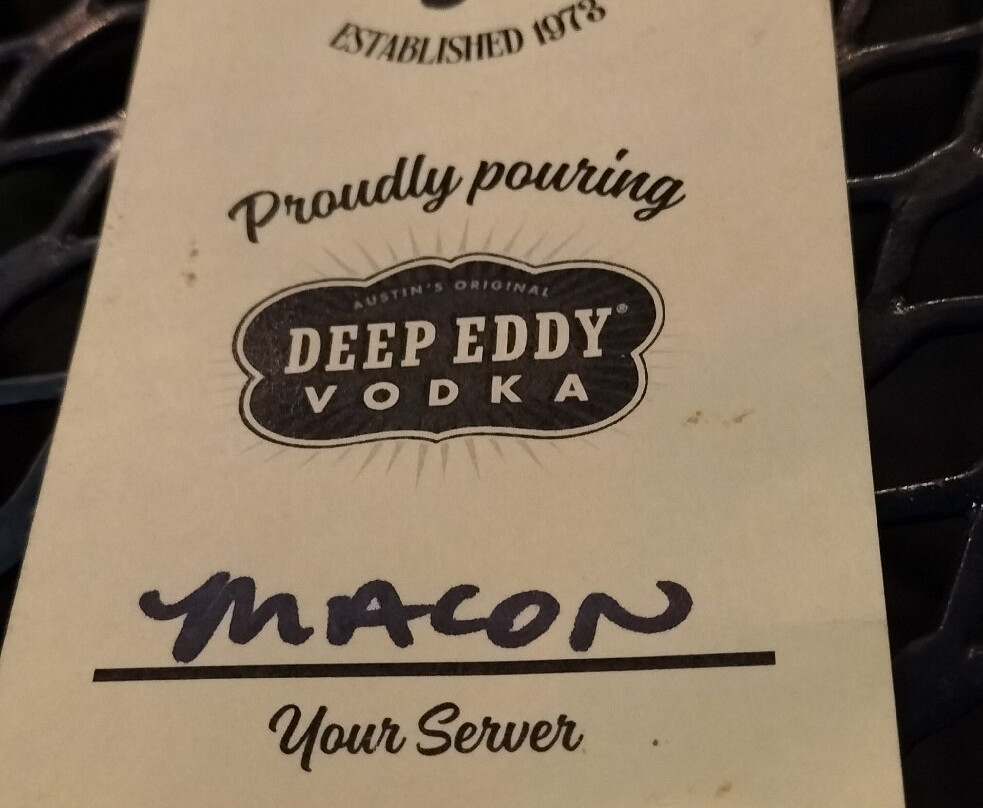 ESTABLISHED 1973
Proudly pouring
AUSTIN'S ORIGINAL
DEEP EDDY®
VODKA
MACON
Your Server